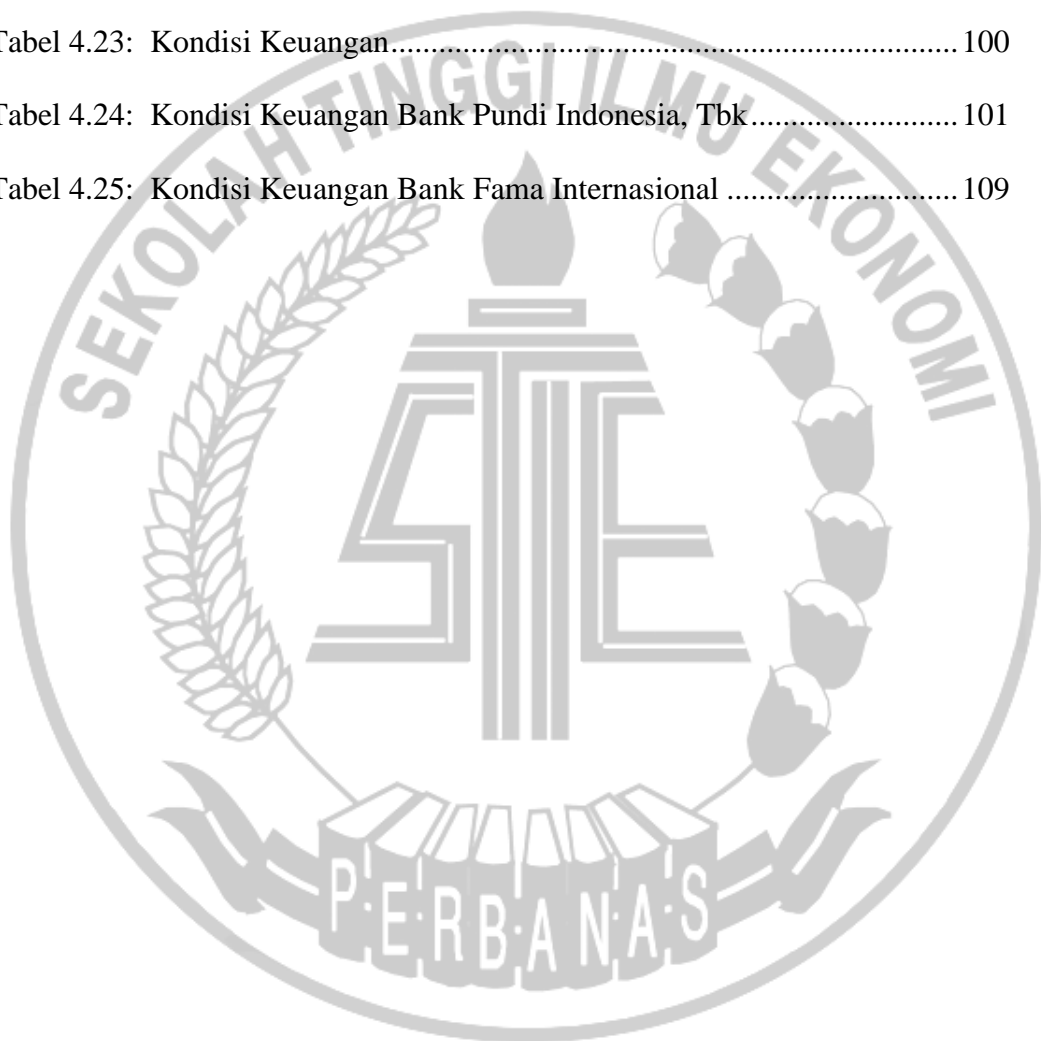 Tabel 4.23: Kondisi Keuangan....................................................................... 100
Tabel 4.24: Kondisi Keuangan Bank Pundi Indonesia, Tbk.......................... 101
Tabel 4.25: Kondisi Keuangan Bank Fama Internasional ............................. 109
SEKOLAH TINGGI ILMU EKONOMI
STIE
P·E·R·B·A·N·A·S